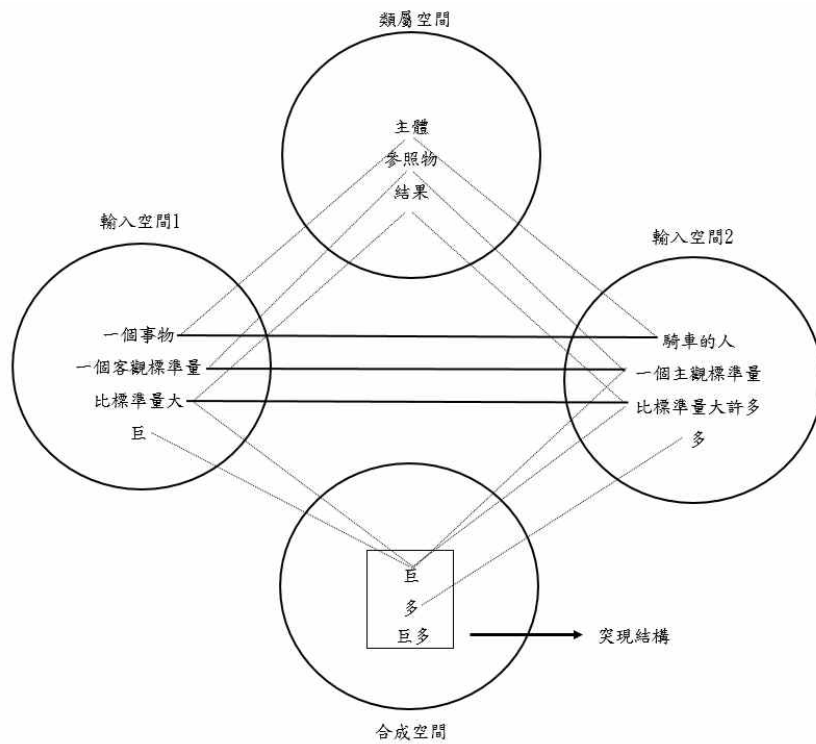 類屬空間
主體
參照物
結果
輸入空間1
一個事物
一個客觀標準量
比標準量大
巨
輸入空間2
騎車的人
一個主觀標準量
比標準量大許多
多
巨
多
巨多
突現結構
合成空間